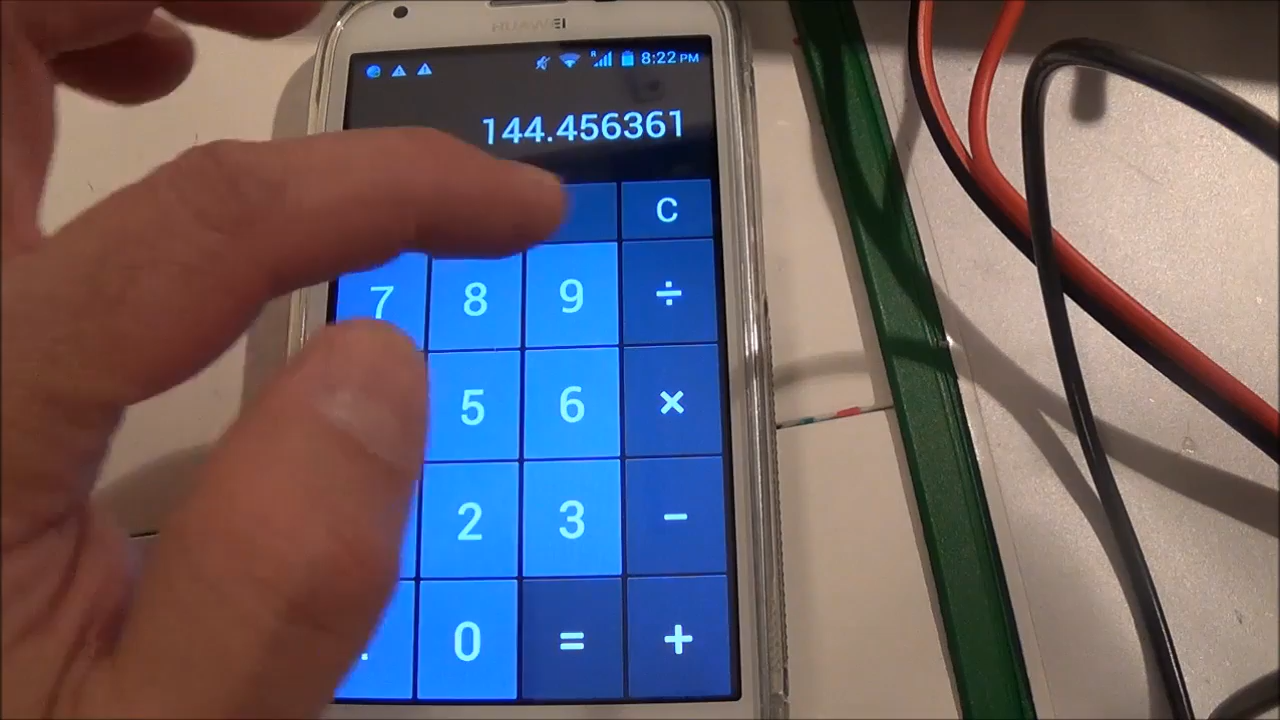 HUAWEI
R 8:22 PM
144.456361
C
7 8 9 ÷
5 6 ×
2 3 −
. 0 = +